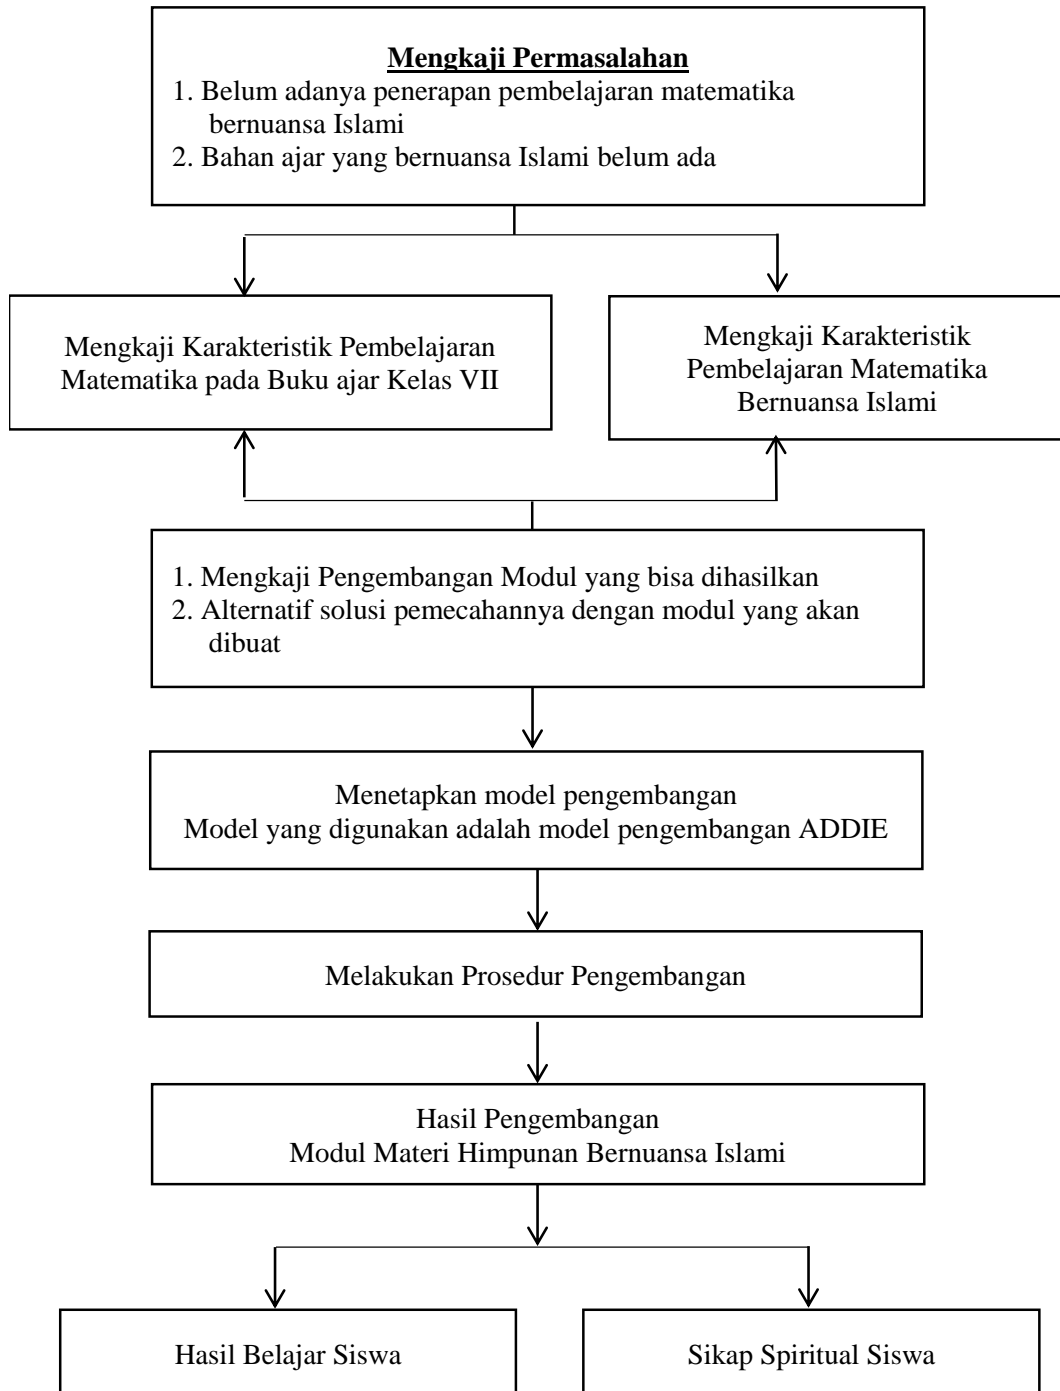 Mengkaji Permasalahan
1. Belum adanya penerapan pembelajaran matematika
bernuansa Islami
2. Bahan ajar yang bernuansa Islami belum ada
Mengkaji Karakteristik Pembelajaran
Matematika pada Buku ajar Kelas VII
Mengkaji Karakteristik
Pembelajaran Matematika
Bernuansa Islami
1. Mengkaji Pengembangan Modul yang bisa dihasilkan
2. Alternatif solusi pemecahannya dengan modul yang akan
dibuat
Menetapkan model pengembangan
Model yang digunakan adalah model pengembangan ADDIE
Melakukan Prosedur Pengembangan
Hasil Pengembangan
Modul Materi Himpunan Bernuansa Islami
Hasil Belajar Siswa
Sikap Spiritual Siswa